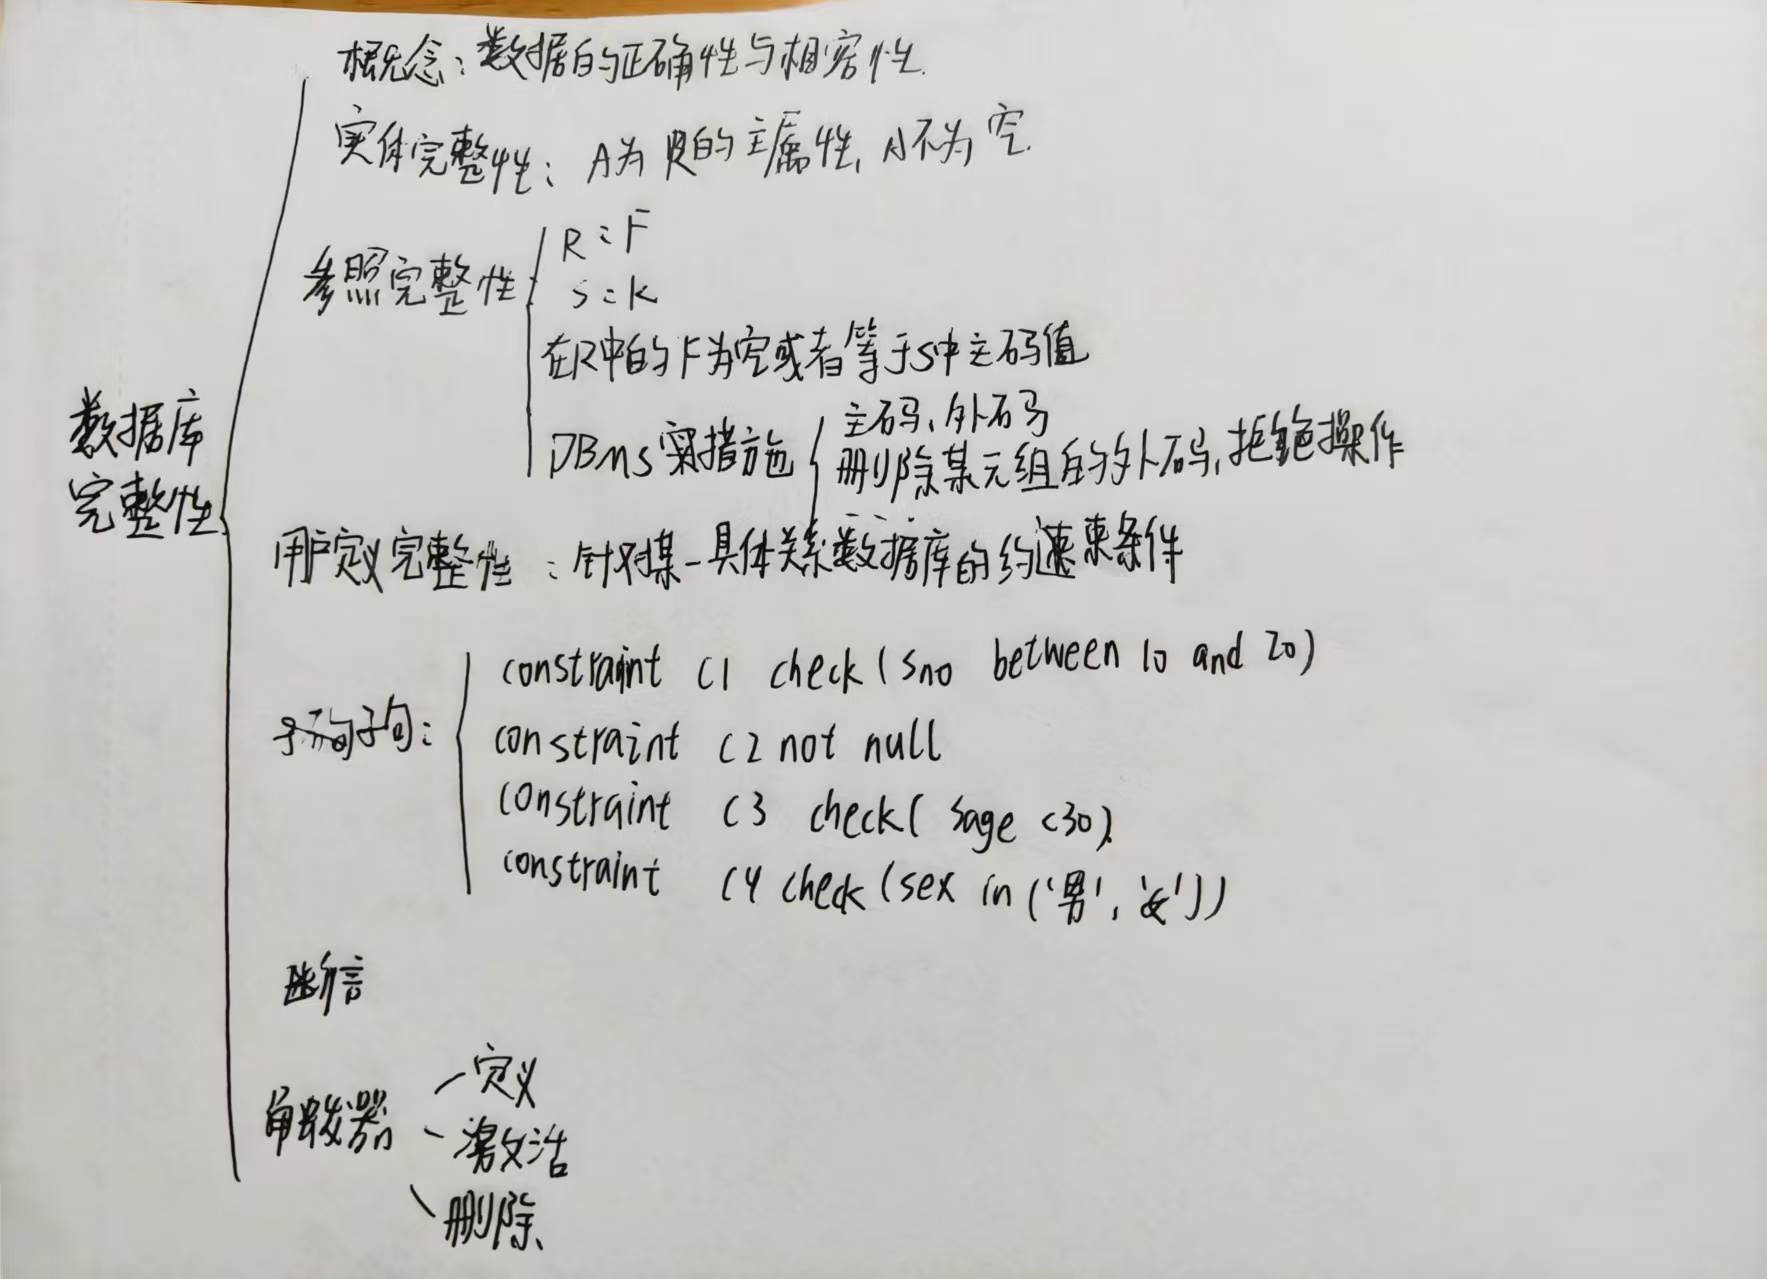 概念：数据的正确性与相容性.
实体完整性：A为R的主属性，A不为空.
参照完整性
R：F
S：K
在R中的F为空或者等于S中主码值
DBms 措施
主码、外码
删除某元组的外码，拒绝操作
数据库
完整性
用户定义完整性：针对某一具体关系数据库的约束条件
子句：
constraint C1 check(Sno between 10 and 20)
constraint C2 not null
constraint C3 check( Sage <30).
constraint C4 check(sex in ('男', '女'))
断言
触发器
定义
激活
删除、